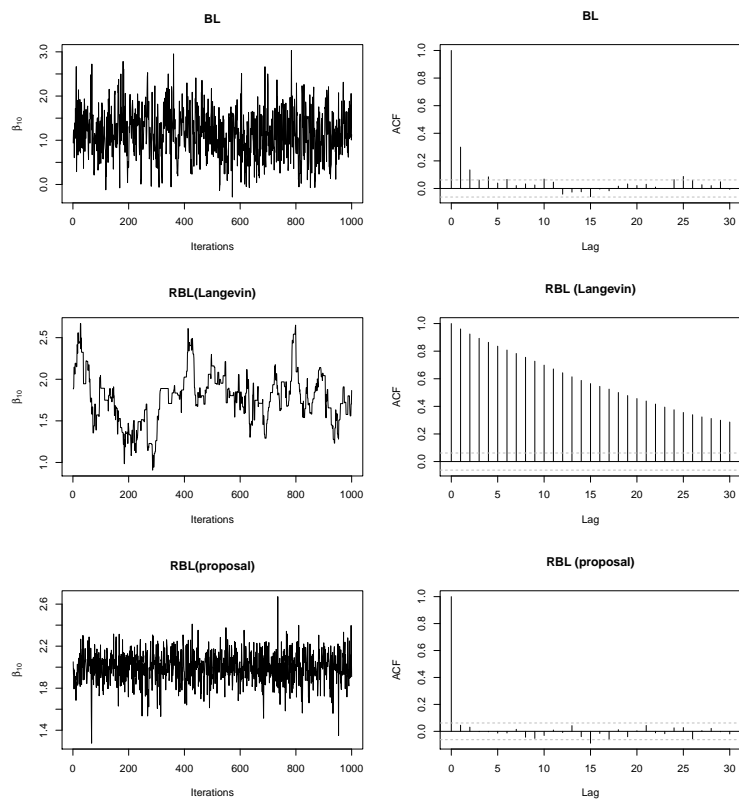 BL
β10
0.0 1.0 2.0 3.0
0 200 400 600 800 1000
Iterations
BL
ACF
0.0 0.2 0.4 0.6 0.8 1.0
0 5 10 15 20 25 30
Lag
RBL(Langevin)
β10
1.0 1.5 2.0 2.5
0 200 400 600 800 1000
Iterations
RBL (Langevin)
ACF
0.0 0.2 0.4 0.6 0.8 1.0
0 5 10 15 20 25 30
Lag
RBL(proposal)
β10
1.4 1.8 2.2 2.6
0 200 400 600 800 1000
Iterations
RBL (proposal)
ACF
0.0 0.2 0.4 0.6 0.8 1.0
0 5 10 15 20 25 30
Lag